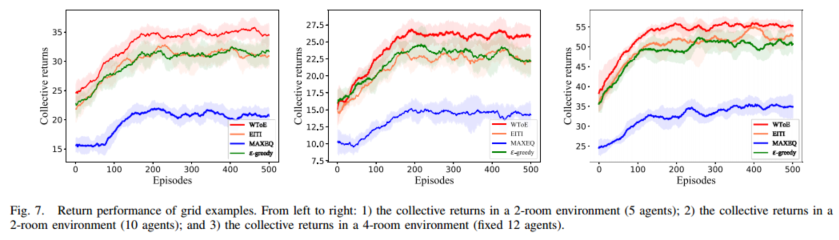 35
30
25
20
15
Collective returns
0
100
200
300
400
500
Episodes
WToE
EITI
MAXEQ
ε-greedy
27.5
25.0
22.5
20.0
17.5
15.0
12.5
10.0
7.5
Collective returns
0
100
200
300
400
500
Episodes
WToE
EITI
MAXEQ
ε-greedy
55
50
45
40
35
30
25
Collective returns
0
100
200
300
400
500
Episodes
WToE
EITI
MAXEQ
ε-greedy
Fig. 7. Return performance of grid examples. From left to right: 1) the collective returns in a 2-room environment (5 agents); 2) the collective returns in a
2-room environment (10 agents); and 3) the collective returns in a 4-room environment (fixed 12 agents).